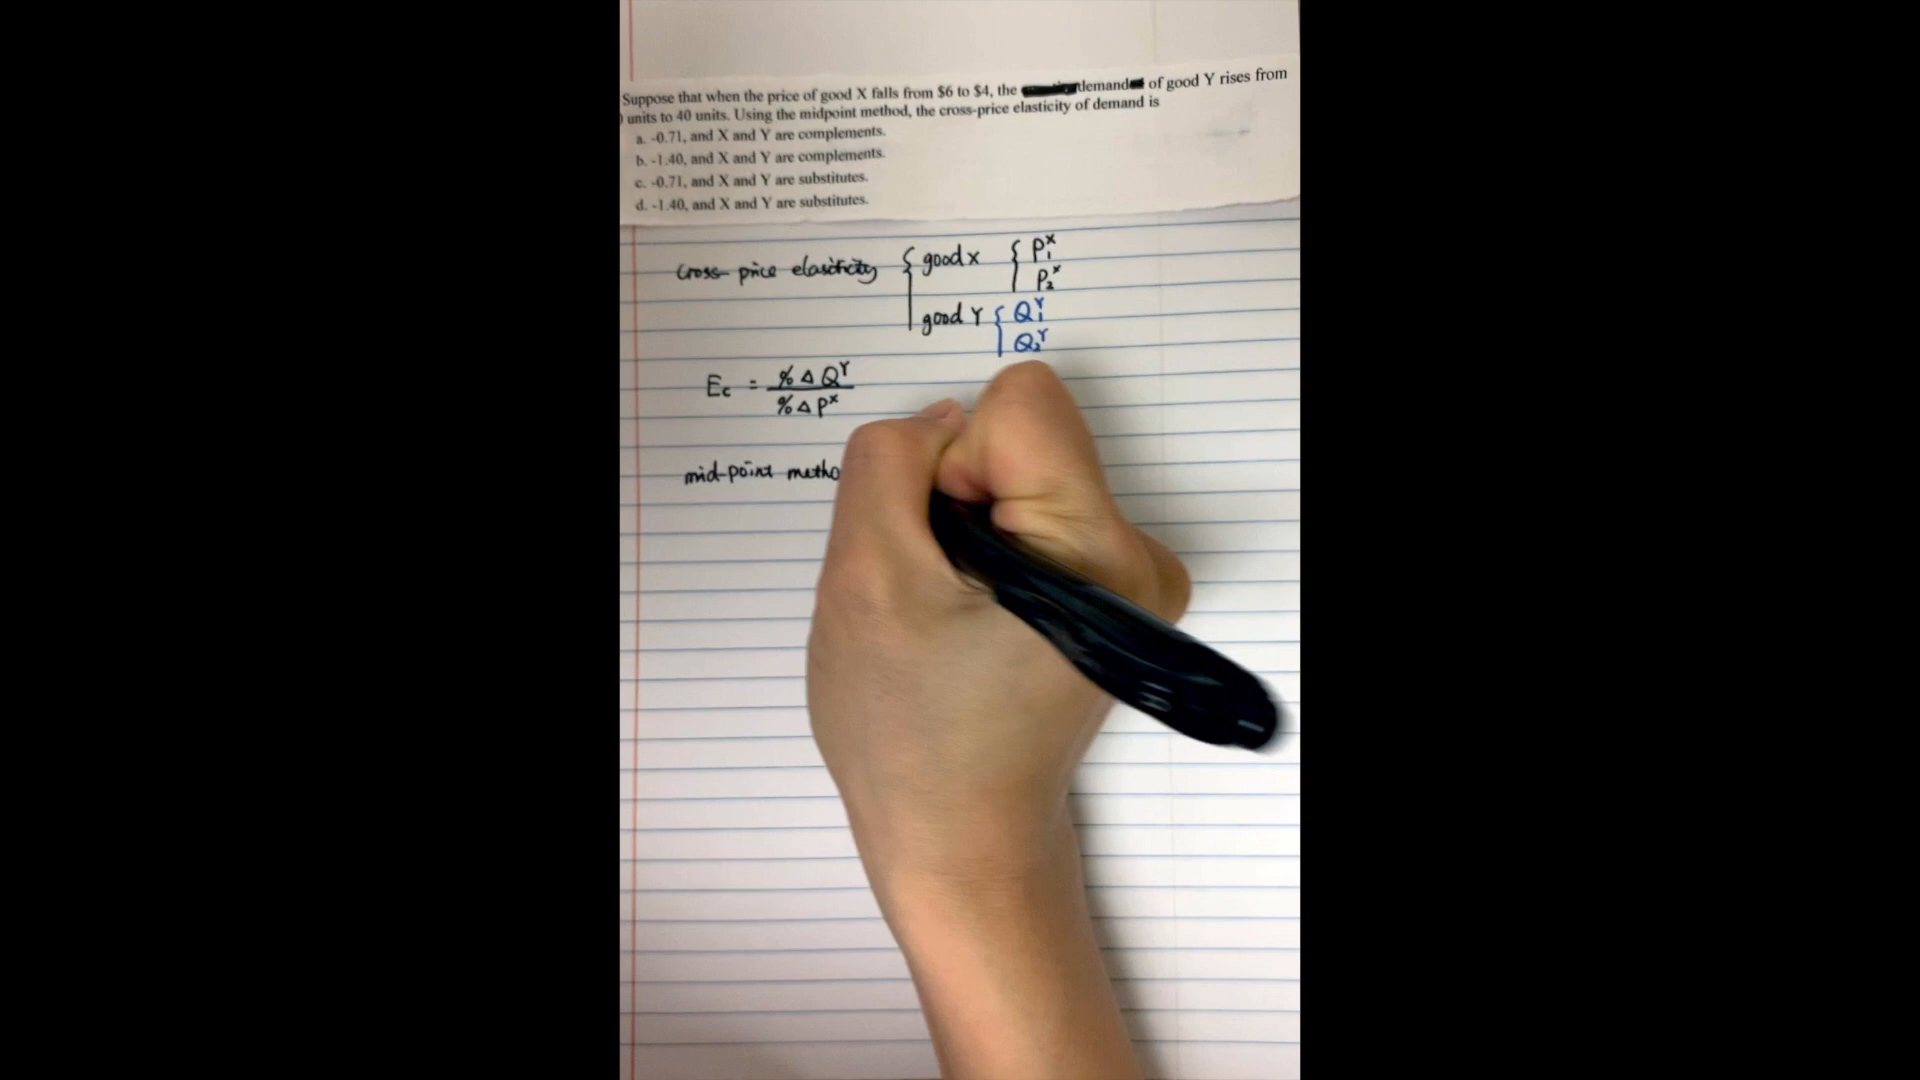 Suppose that when the price of good X falls from $6 to $4, the demand of good Y rises from
units to 40 units. Using the midpoint method, the cross-price elasticity of demand is
a. -0.71, and X and Y are complements.
b. -1.40, and X and Y are complements.
c. -0.71, and X and Y are substitutes.
d. -1.40, and X and Y are substitutes.
cross-price elasticity { good x { P₁ˣ
P₂ˣ
good Y { Q₁ʸ
Q₂ʸ
Ec = %ΔQʸ
%ΔPˣ
mid-point metho